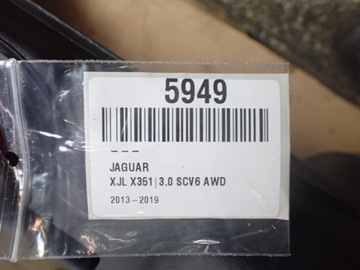 5949
---
JAGUAR
XJL X351|3.0 SCV6 AWD
2013-2019